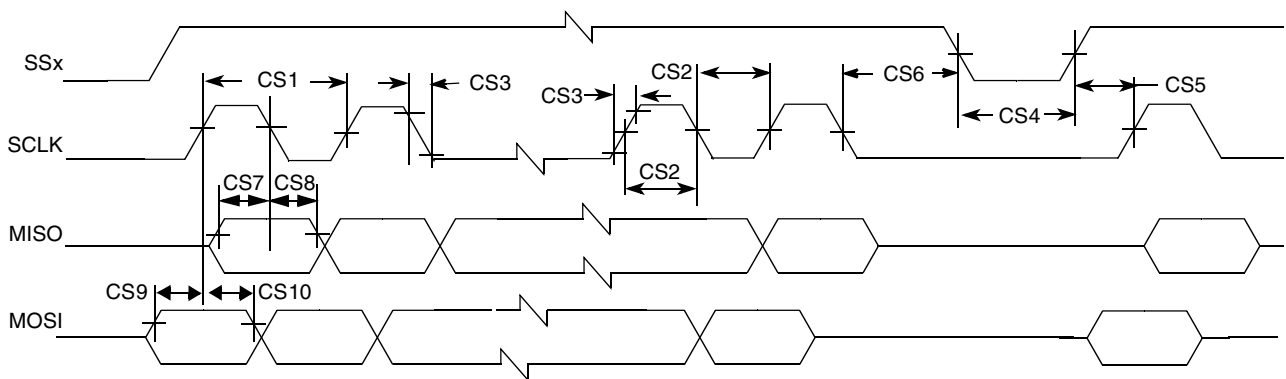 SSx
CS1
CS3
CS3
CS2
CS6
CS4
CS5
SCLK
CS2
CS7
CS8
MISO
CS9
CS10
MOSI